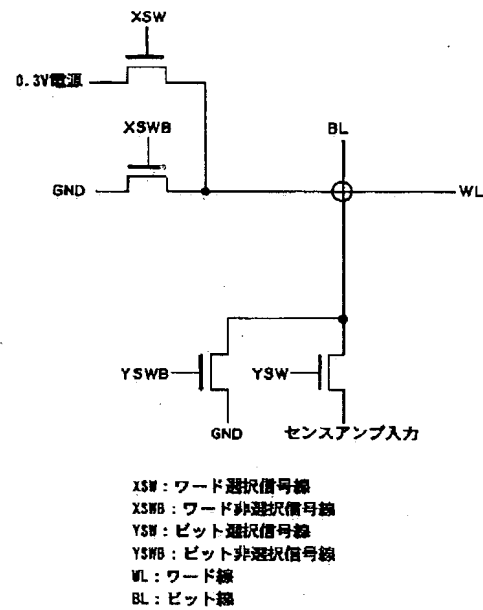 XSW
0.3V電源
XSWB
BL
GND
WL
YSWB
YSW
GND
センスアンプ入力
XSW：ワード選択信号線
XSWB：ワード非選択信号線
YSW：ビット選択信号線
YSWB：ビット非選択信号線
WL：ワード線
BL：ビット線